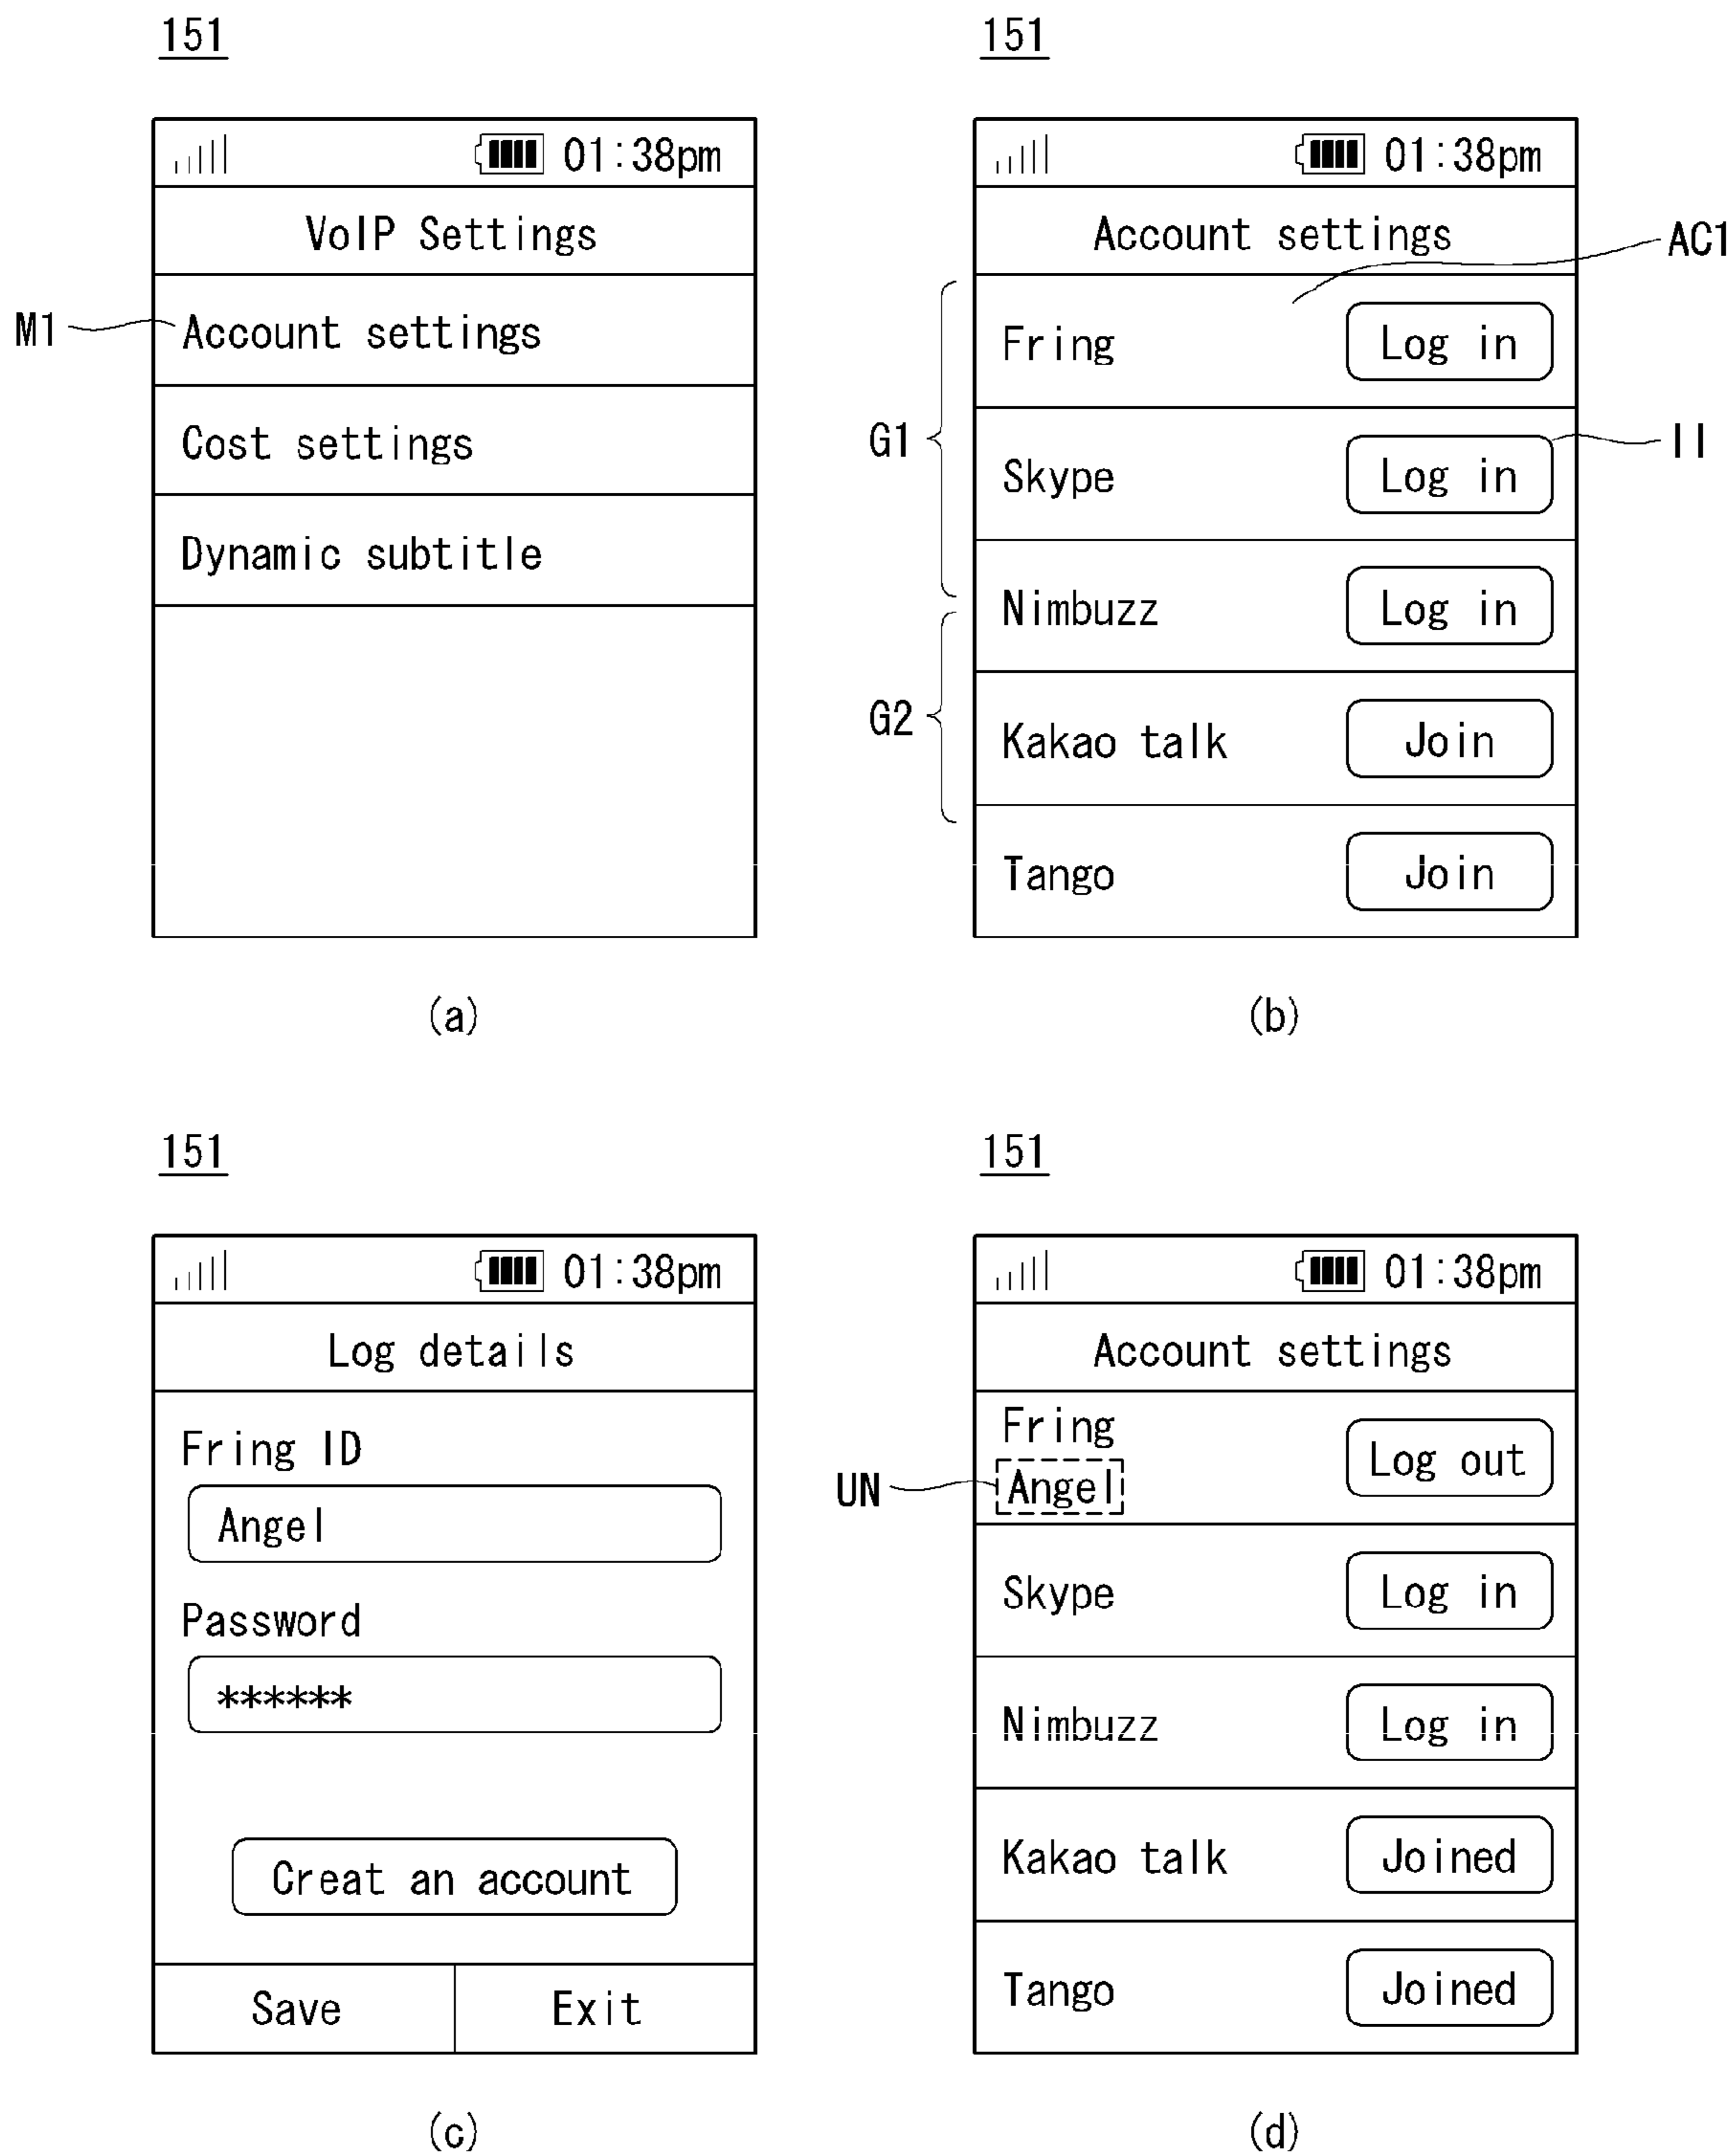 151
01:38pm
VoIP Settings
M1
Account settings
Cost settings
Dynamic subtitle
(a)
151
01:38pm
Account settings
AC1
G1
Fring Log in
Skype Log in
II
Nimbuzz Log in
G2
Kakao talk Join
Tango Join
(b)
151
01:38pm
Log details
Fring ID
Angel
Password
******
Creat an account
Save Exit
(c)
151
01:38pm
Account settings
Fring Log out
UN
Angel
Skype Log in
Nimbuzz Log in
Kakao talk Joined
Tango Joined
(d)